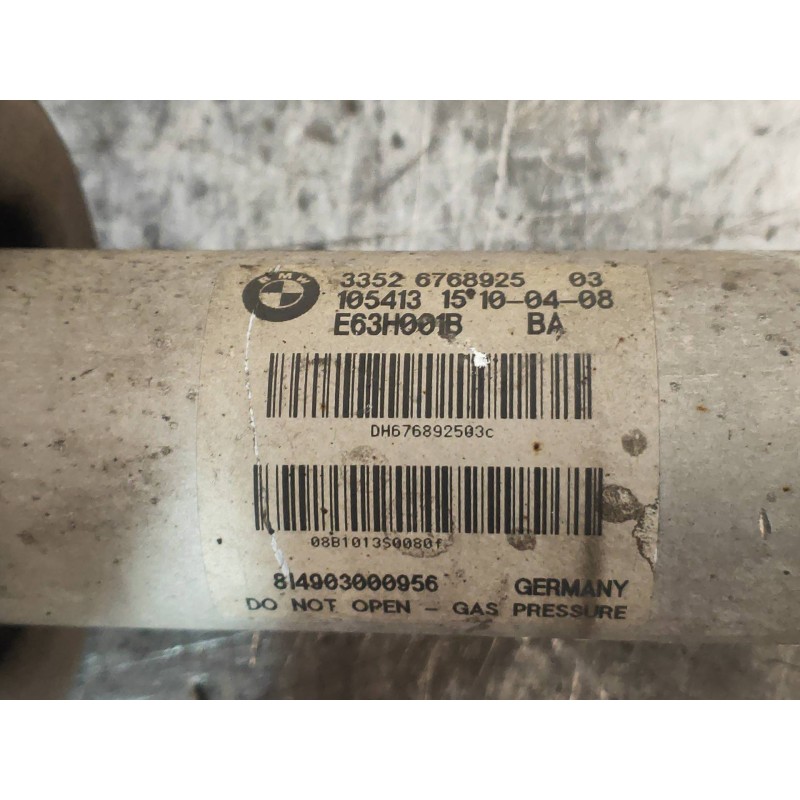 BMW
3352 6768925 03
105413 15 10-04-08
E63H001B BA
DH676892503c
08B1013S0080f
814903000956 GERMANY
DO NOT OPEN - GAS PRESSURE